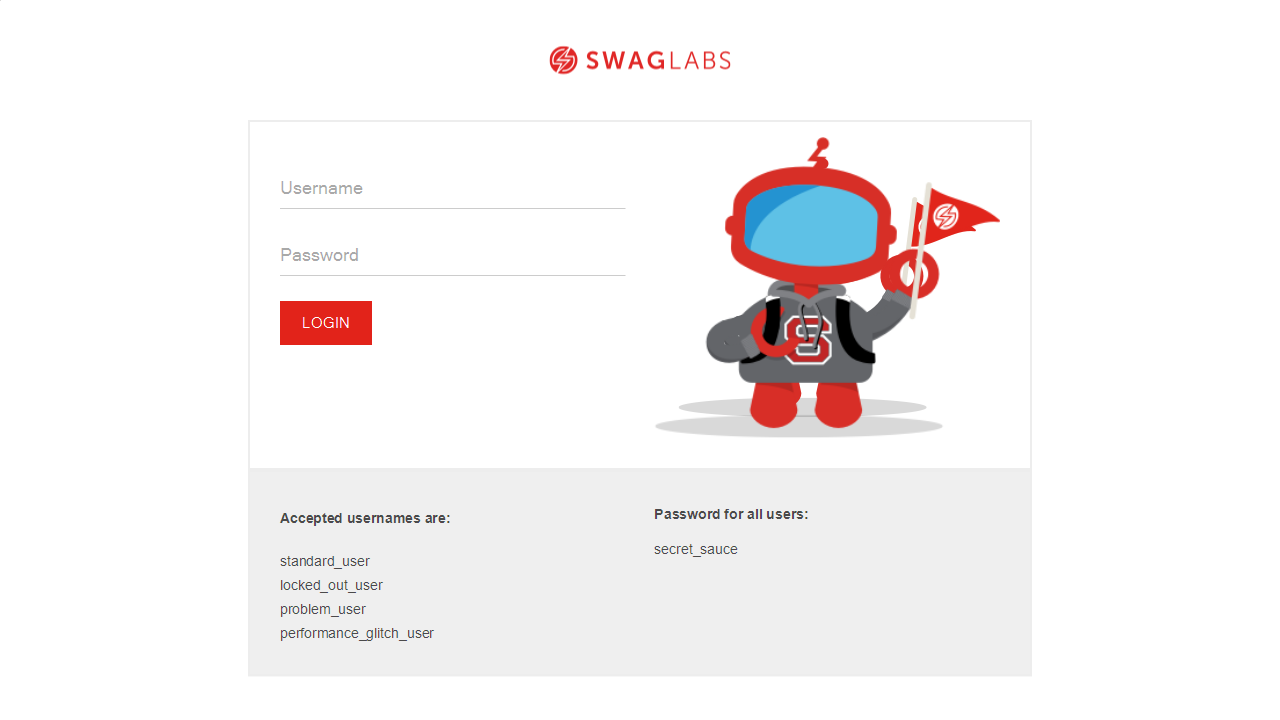 SWAGLABS
Username
Password
LOGIN
S
Accepted usernames are:
standard_user
locked_out_user
problem_user
performance_glitch_user
Password for all users:
secret_sauce